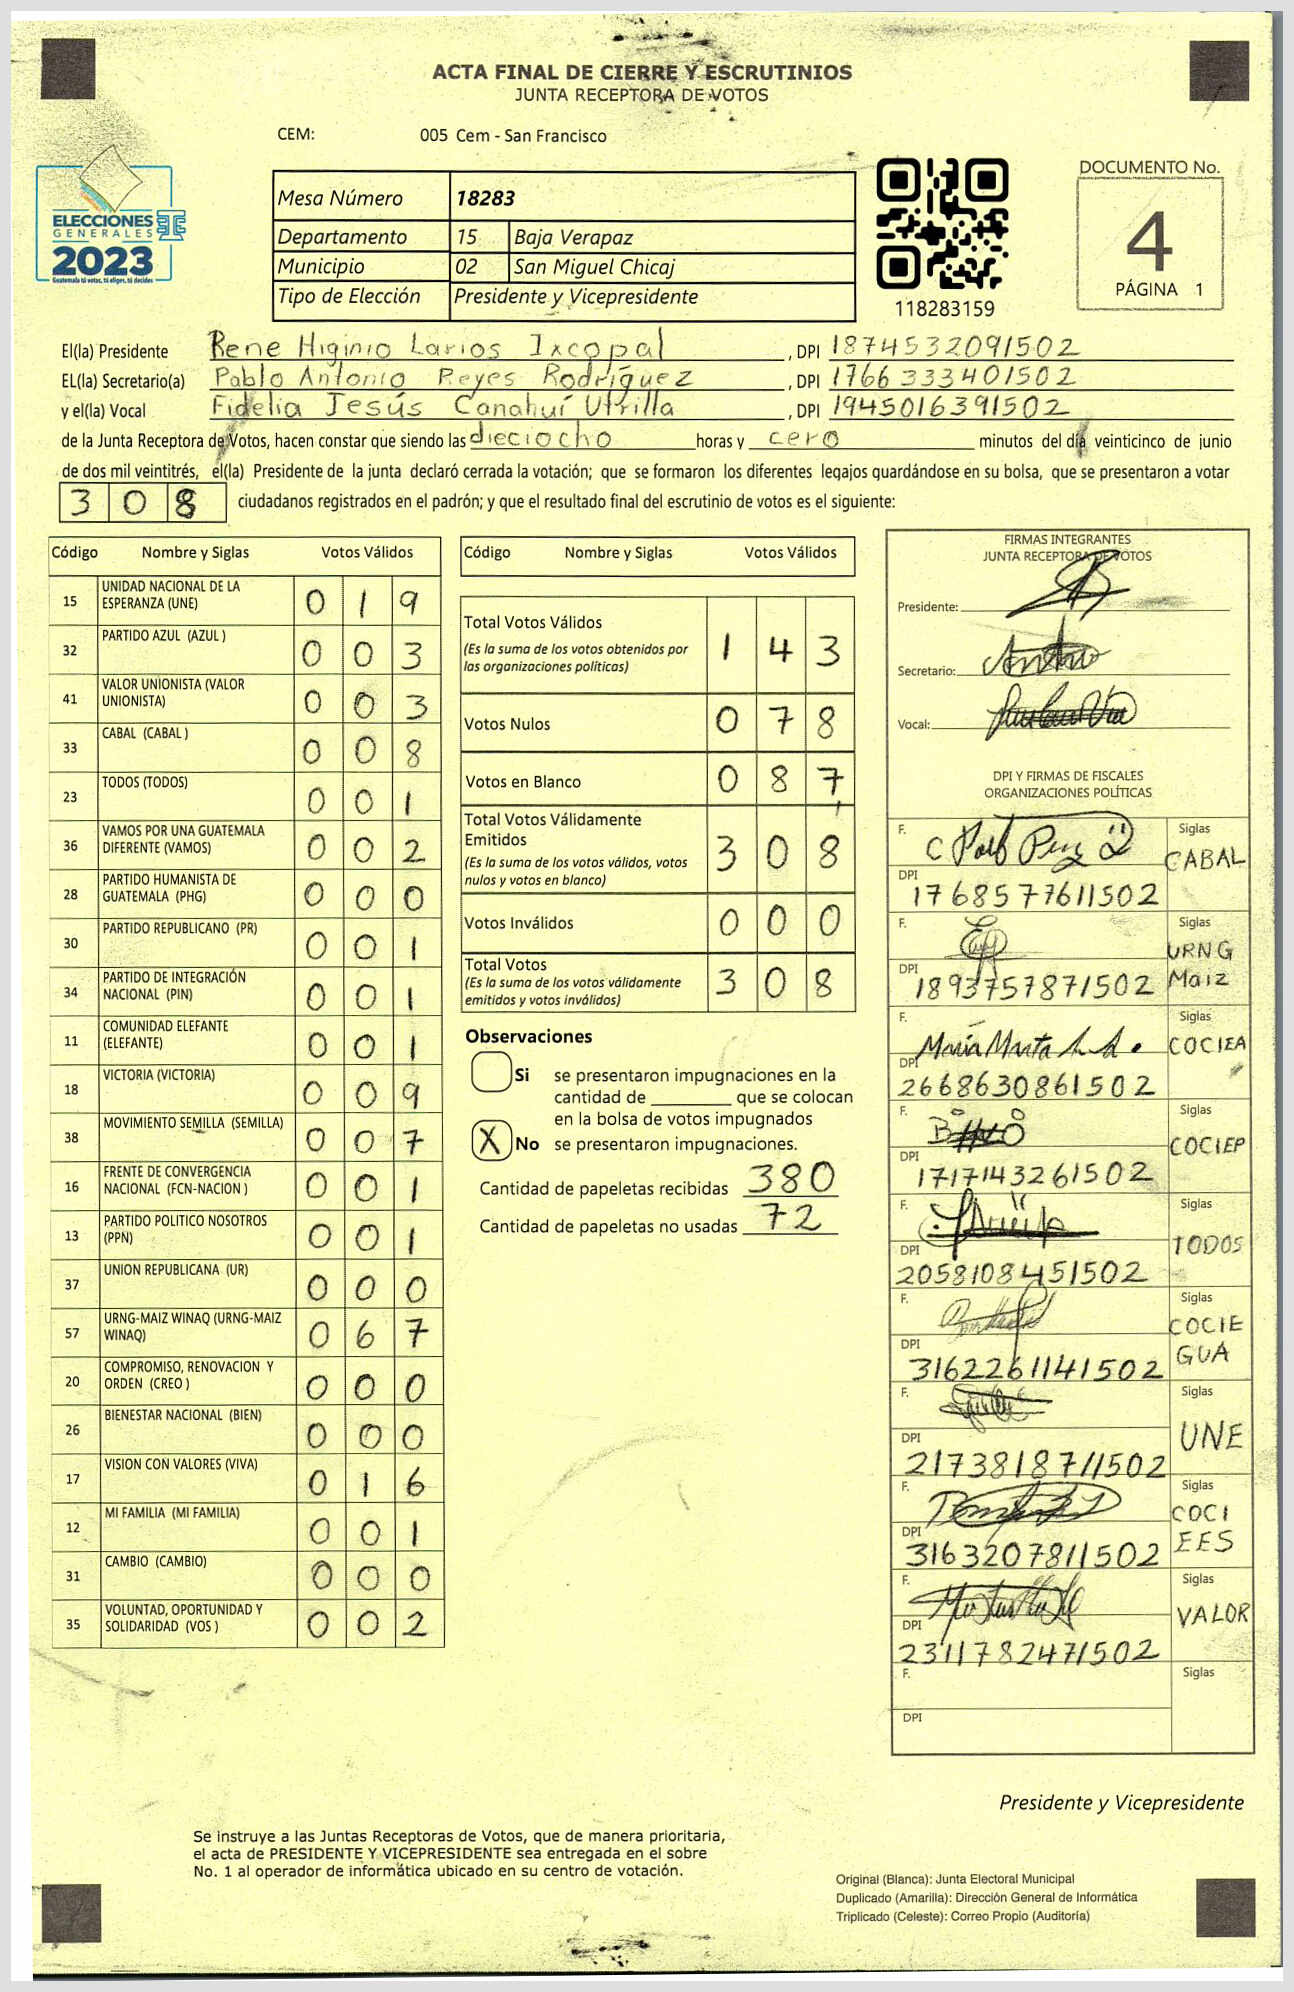 ACTA FINAL DE CIERRE Y ESCRUTINIOS
JUNTA RECEPTORA DE VOTOS
CEM: 005 Cem - San Francisco
ELECCIONES
GENERALES
2023
Guatemala tú votas, tú eliges, tú decides
Mesa Número 18283
Departamento 15 Baja Verapaz
Municipio 02 San Miguel Chicaj
Tipo de Elección Presidente y Vicepresidente
118283159
DOCUMENTO No.
4
PÁGINA 1
El(la) Presidente Rene Higinio Larios Ixcopal , DPI 1874532091502
EL(la) Secretario(a) Pablo Antonio Reyes Rodríguez , DPI 1766333401502
y el(la) Vocal Fidelia Jesús Canahuí Utrilla , DPI 1945016391502
de la Junta Receptora de Votos, hacen constar que siendo las dieciocho horas y cero minutos del día veinticinco de junio
de dos mil veintitrés, el(la) Presidente de la junta declaró cerrada la votación; que se formaron los diferentes legajos guardándose en su bolsa, que se presentaron a votar
308 ciudadanos registrados en el padrón; y que el resultado final del escrutinio de votos es el siguiente:
Código Nombre y Siglas Votos Válidos
15 UNIDAD NACIONAL DE LA ESPERANZA (UNE) 0 1 9
32 PARTIDO AZUL (AZUL ) 0 0 3
41 VALOR UNIONISTA (VALOR UNIONISTA) 0 0 3
33 CABAL (CABAL ) 0 0 8
23 TODOS (TODOS) 0 0 1
36 VAMOS POR UNA GUATEMALA DIFERENTE (VAMOS) 0 0 2
28 PARTIDO HUMANISTA DE GUATEMALA (PHG) 0 0 0
30 PARTIDO REPUBLICANO (PR) 0 0 1
34 PARTIDO DE INTEGRACIÓN NACIONAL (PIN) 0 0 1
11 COMUNIDAD ELEFANTE (ELEFANTE) 0 0 1
18 VICTORIA (VICTORIA) 0 0 9
38 MOVIMIENTO SEMILLA (SEMILLA) 0 0 7
16 FRENTE DE CONVERGENCIA NACIONAL (FCN-NACION ) 0 0 1
13 PARTIDO POLITICO NOSOTROS (PPN) 0 0 1
37 UNION REPUBLICANA (UR) 0 0 0
57 URNG-MAIZ WINAQ (URNG-MAIZ WINAQ) 0 6 7
20 COMPROMISO, RENOVACION Y ORDEN (CREO ) 0 0 0
26 BIENESTAR NACIONAL (BIEN) 0 0 0
17 VISION CON VALORES (VIVA) 0 1 6
12 MI FAMILIA (MI FAMILIA) 0 0 1
31 CAMBIO (CAMBIO) 0 0 0
35 VOLUNTAD, OPORTUNIDAD Y SOLIDARIDAD (VOS ) 0 0 2
Código Nombre y Siglas Votos Válidos
Total Votos Válidos 1 4 3
(Es la suma de los votos obtenidos por
las organizaciones políticas)
Votos Nulos 0 7 8
Votos en Blanco 0 8 7
Total Votos Válidamente
Emitidos 3 0 8
(Es la suma de los votos válidos, votos
nulos y votos en blanco)
Votos Inválidos 0 0 0
Total Votos 3 0 8
(Es la suma de los votos válidamente
emitidos y votos inválidos)
Observaciones
Si se presentaron impugnaciones en la
cantidad de ________ que se colocan
en la bolsa de votos impugnados
X No se presentaron impugnaciones.
Cantidad de papeletas recibidas 380
Cantidad de papeletas no usadas 72
FIRMAS INTEGRANTES
JUNTA RECEPTORA DE VOTOS
Presidente:
Secretario:
Vocal:
DPI Y FIRMAS DE FISCALES
ORGANIZACIONES POLÍTICAS
F. Siglas CABAL
DPI 1768577611502
F. Siglas URNG Maiz
DPI 1893757871502
F. María Marta Siglas COCIEA
DPI 2668630861502
F. Siglas COCIEP
DPI 1717143261502
F. Siglas TODOS
DPI 2058108451502
F. Siglas COCIE GUA
DPI 3162261141502
F. Siglas UNE
DPI 2173818711502
F. Siglas COCI EES
DPI 3163207811502
F. Siglas VALOR
DPI 2311782471502
F. Siglas
DPI
Presidente y Vicepresidente
Se instruye a las Juntas Receptoras de Votos, que de manera prioritaria,
el acta de PRESIDENTE Y VICEPRESIDENTE sea entregada en el sobre
No. 1 al operador de informática ubicado en su centro de votación.
Original (Blanca): Junta Electoral Municipal
Duplicado (Amarilla): Dirección General de Informática
Triplicado (Celeste): Correo Propio (Auditoría)